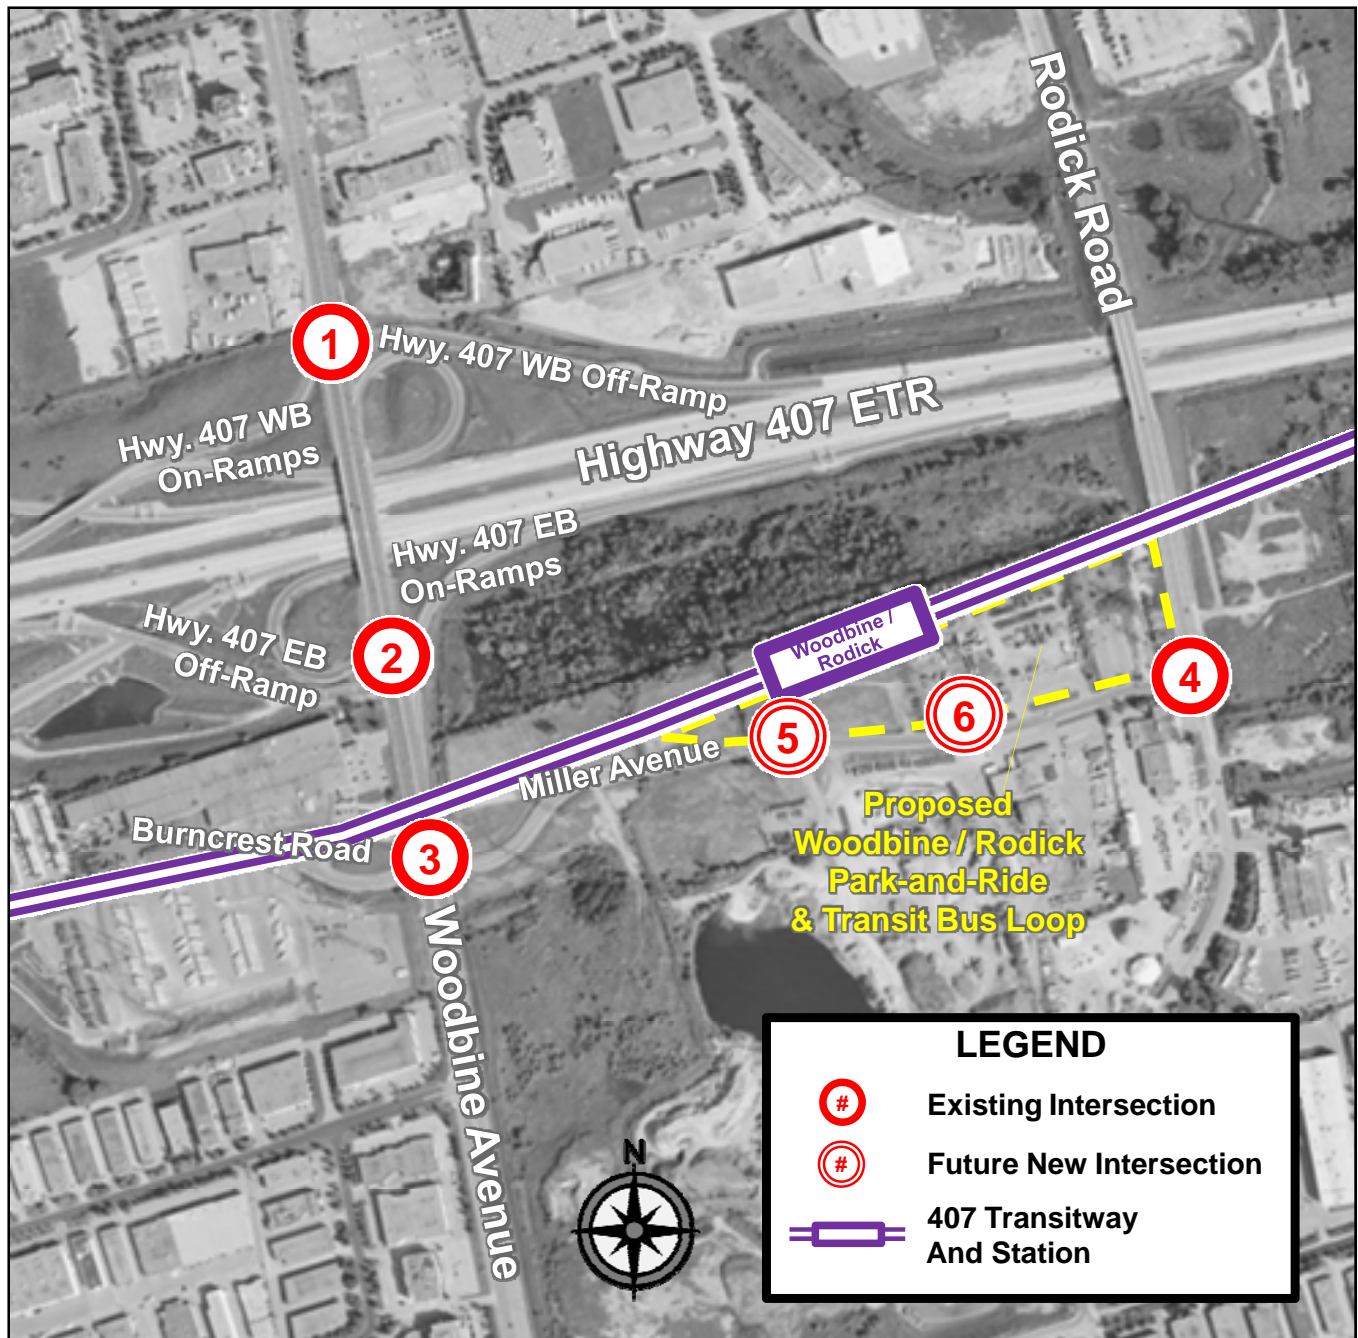 Rodick Road
1
Hwy. 407 WB Off-Ramp
Highway 407 ETR
Hwy. 407 WB
On-Ramps
Hwy. 407 EB
On-Ramps
Hwy. 407 EB
Off-Ramp
2
Woodbine /
Rodick
4
5
6
Miller Avenue
Burncrest Road
3
Proposed
Woodbine / Rodick
Park-and-Ride
& Transit Bus Loop
Woodbine Avenue
N
LEGEND
# Existing Intersection
# Future New Intersection
407 Transitway
And Station